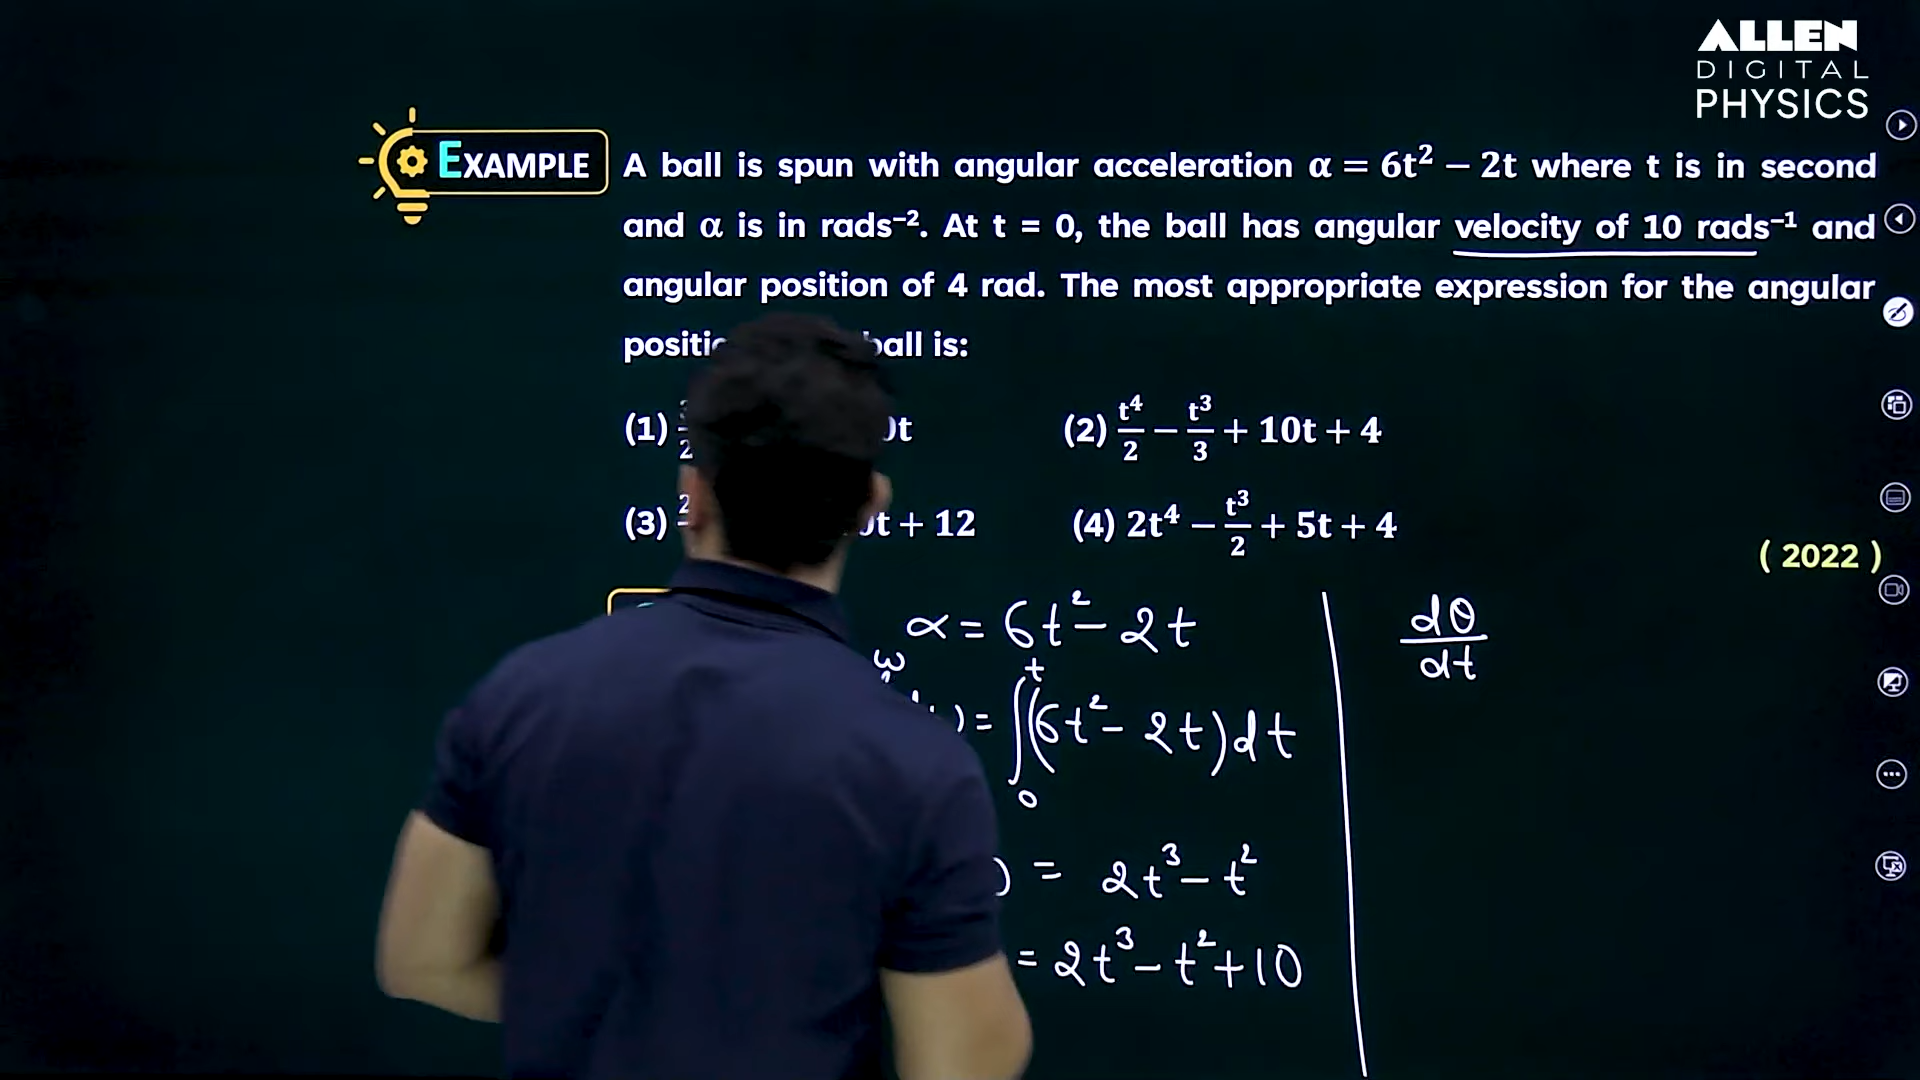 ALLEN
DIGITAL
PHYSICS
EXAMPLE
A ball is spun with angular acceleration α = 6t² − 2t where t is in second
and α is in rads⁻². At t = 0, the ball has angular velocity of 10 rads⁻¹ and
angular position of 4 rad. The most appropriate expression for the angular
ball is:
(1)
(2) t⁴/2 − t³/3 + 10t + 4
(3) t + 12
(4) 2t⁴ − t³/2 + 5t + 4
( 2022 )
α = 6t² − 2t
dθ/dt
ω
) = ∫₀ᵗ (6t² − 2t) dt
) = 2t³ − t²
= 2t³ − t² + 10